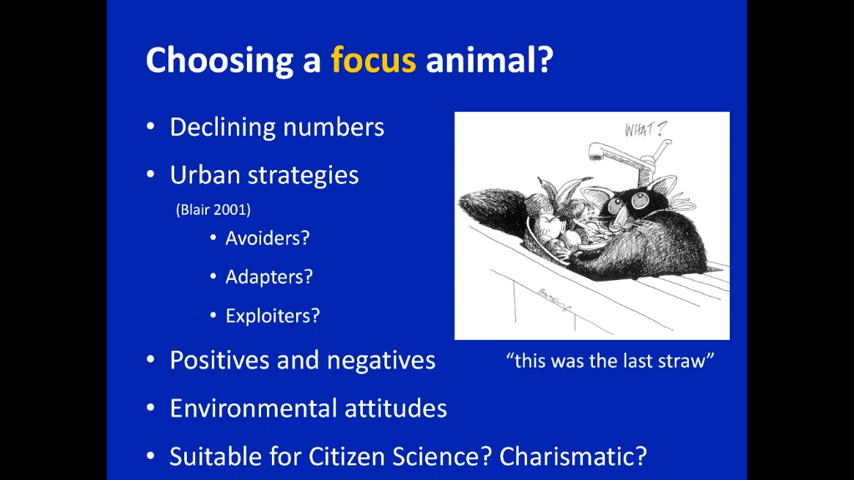 Choosing a focus animal?
• Declining numbers
• Urban strategies
(Blair 2001)
• Avoiders?
• Adapters?
• Exploiters?
• Positives and negatives
• Environmental attitudes
• Suitable for Citizen Science? Charismatic?
WHAT?
“this was the last straw”